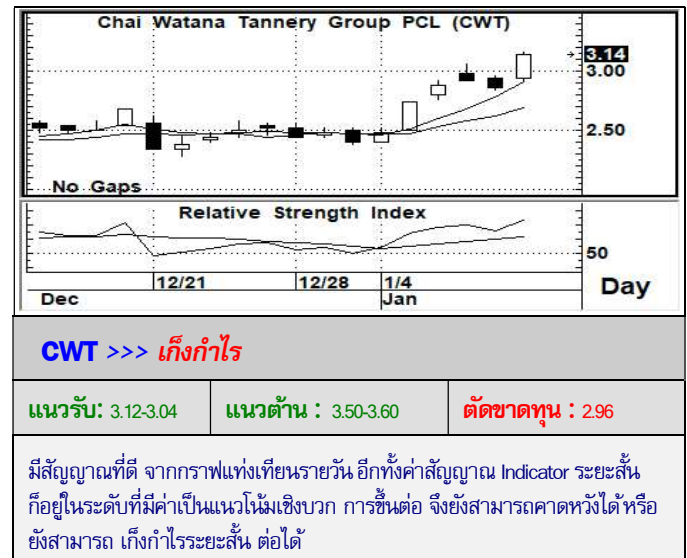 Chai Watana Tannery Group PCL (CWT)
3.14
3.00
2.50
No Gaps
Relative Strength Index
50
12/21 12/28 1/4
Dec Jan
Day
CWT >>> เก็งกำไร
แนวรับ: 3.12-3.04 แนวต้าน : 3.50-3.60 ตัดขาดทุน : 2.96
มีสัญญาณที่ดี จากกราฟแท่งเทียนรายวัน อีกทั้งค่าสัญญาณ Indicator ระยะสั้น
ก็อยู่ในระดับที่มีค่าเป็นแนวโน้มเชิงบวก การขึ้นต่อ จึงยังสามารถคาดหวังได้ หรือ
ยังสามารถ เก็งกำไรระยะสั้น ต่อได้